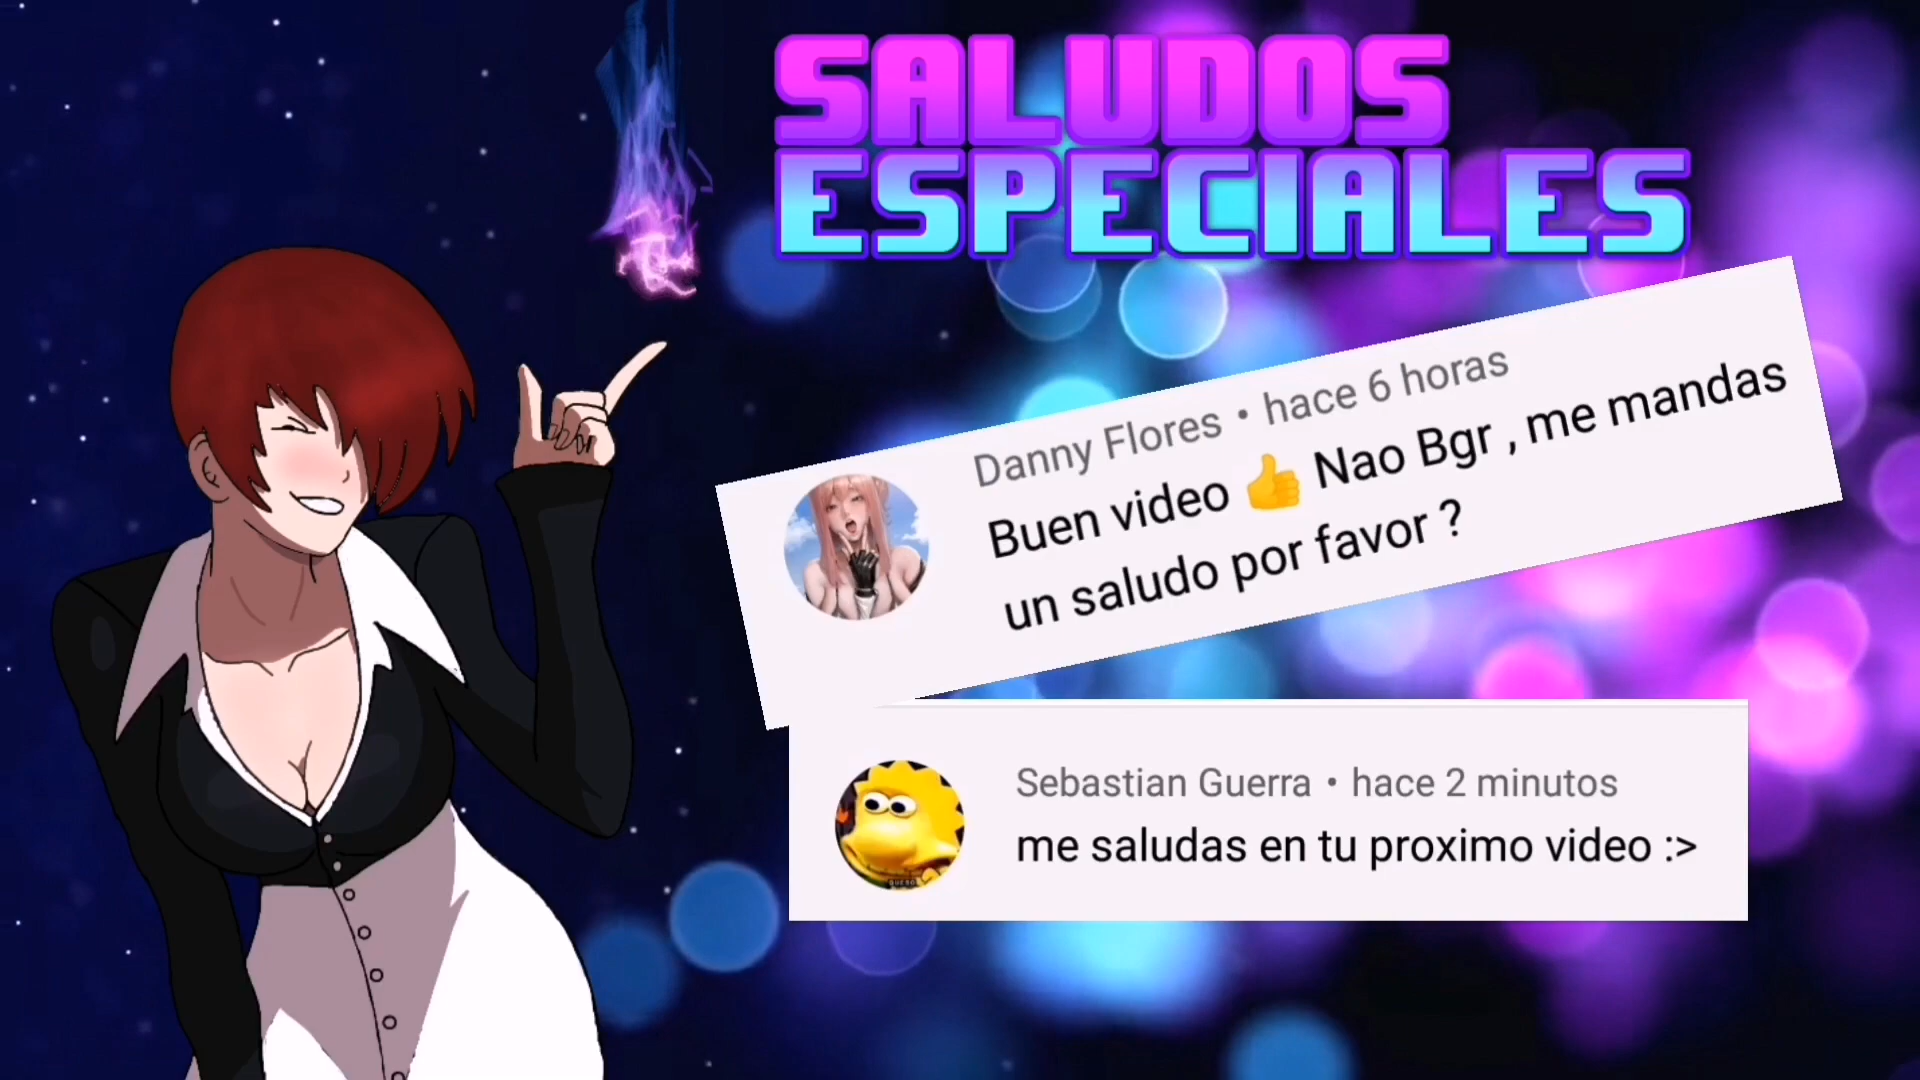 SALUDOS
ESPECIALES
Danny Flores • hace 6 horas
Buen video 👍 Nao Bgr , me mandas
un saludo por favor ?
Sebastian Guerra • hace 2 minutos
me saludas en tu proximo video :>